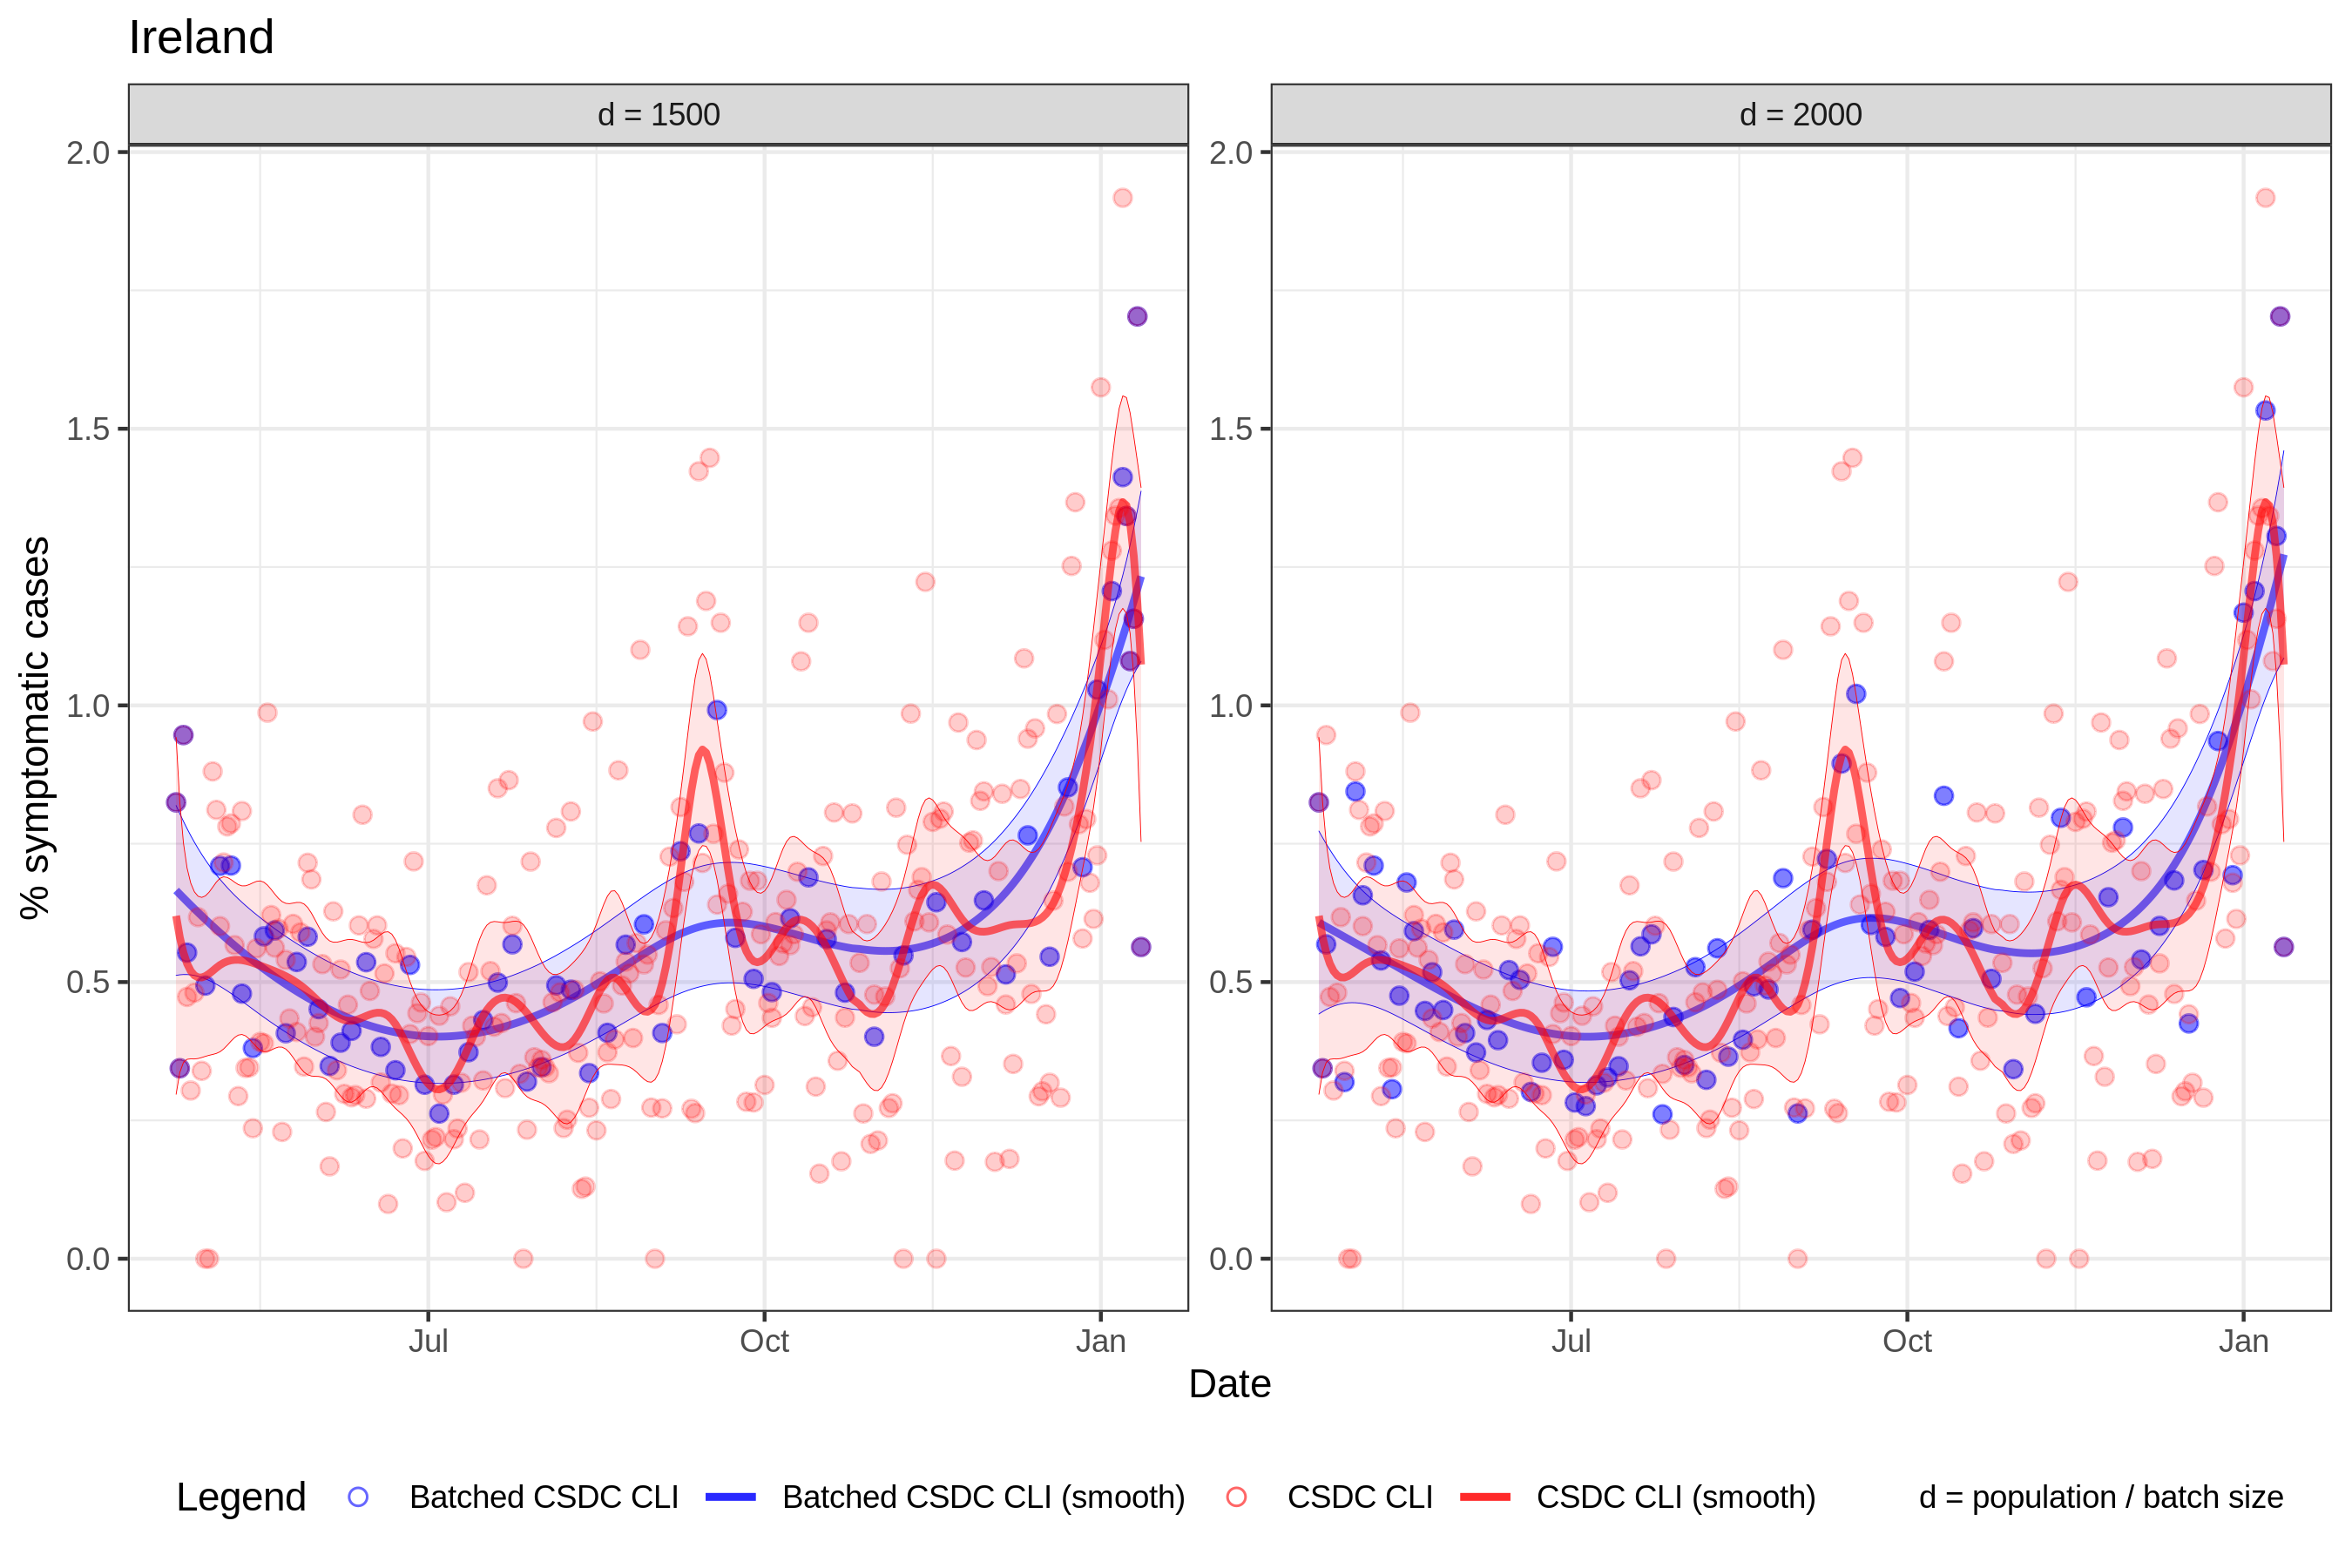 Ireland
d = 1500
d = 2000
% symptomatic cases
2.0
1.5
1.0
0.5
0.0
2.0
1.5
1.0
0.5
0.0
Jul Oct Jan
Jul Oct Jan
Date
Legend Batched CSDC CLI Batched CSDC CLI (smooth) CSDC CLI CSDC CLI (smooth) d = population / batch size